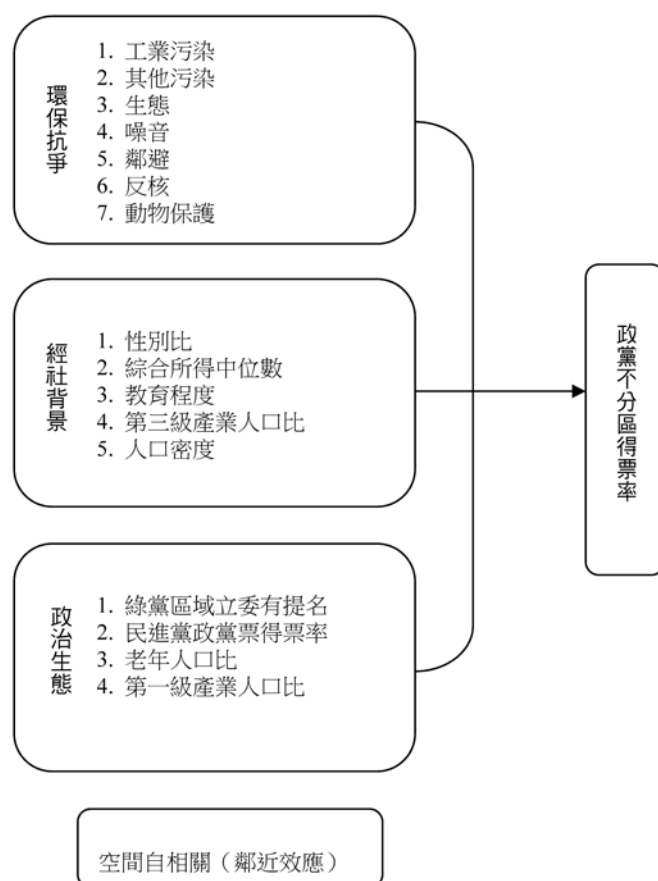 環保抗爭
1. 工業污染
2. 其他污染
3. 生態
4. 噪音
5. 鄰避
6. 反核
7. 動物保護
經社背景
1. 性別比
2. 綜合所得中位數
3. 教育程度
4. 第三級產業人口比
5. 人口密度
政治生態
1. 綠黨區域立委有提名
2. 民進黨政黨票得票率
3. 老年人口比
4. 第一級產業人口比
政黨不分區得票率
空間自相關（鄰近效應）